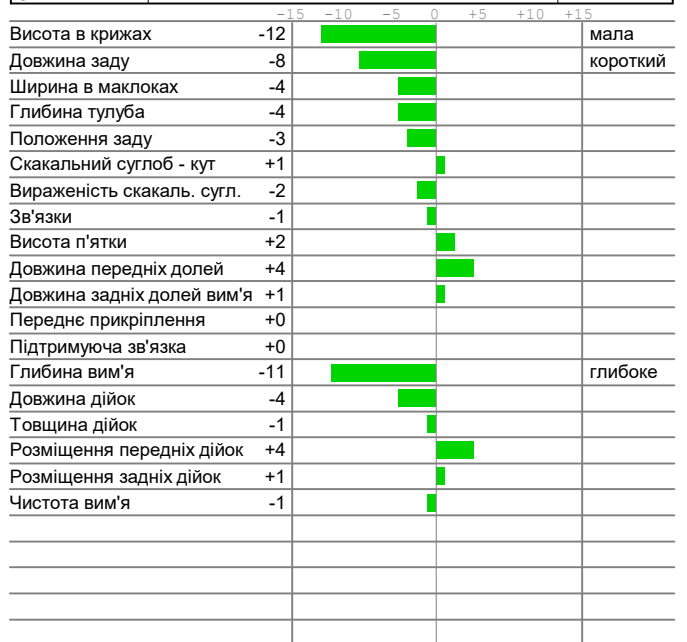 -15 -10 -5 0 +5 +10 +15
Висота в крижах -12 мала
Довжина заду -8 короткий
Ширина в маклоках -4
Глибина тулуба -4
Положення заду -3
Скакальний суглоб - кут +1
Вираженість скакаль. сугл. -2
Зв'язки -1
Висота п'ятки +2
Довжина передніх долей +4
Довжина задніх долей вим'я +1
Переднє прикріплення +0
Підтримуюча зв'язка +0
Глибина вим'я -11 глибоке
Довжина дійок -4
Товщина дійок -1
Розміщення передніх дійок +4
Розміщення задніх дійок +1
Чистота вим'я -1